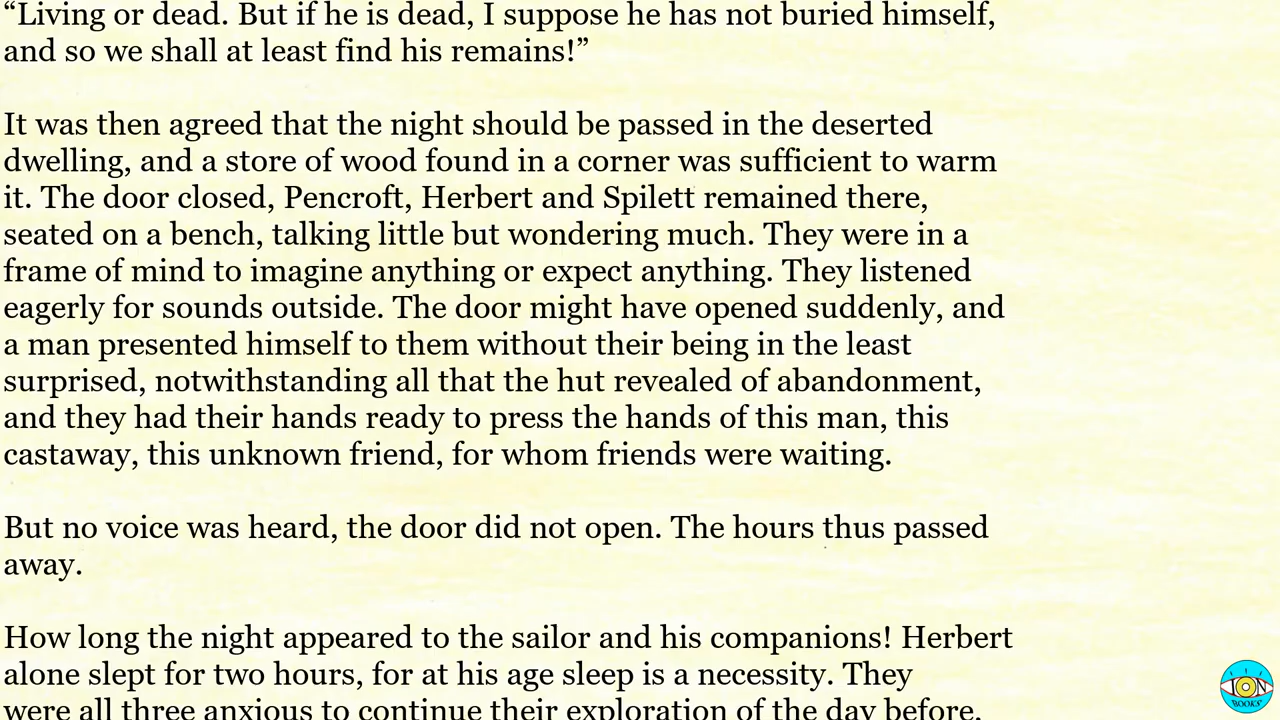 “Living or dead. But if he is dead, I suppose he has not buried himself,
and so we shall at least find his remains!”
It was then agreed that the night should be passed in the deserted
dwelling, and a store of wood found in a corner was sufficient to warm
it. The door closed, Pencroft, Herbert and Spilett remained there,
seated on a bench, talking little but wondering much. They were in a
frame of mind to imagine anything or expect anything. They listened
eagerly for sounds outside. The door might have opened suddenly, and
a man presented himself to them without their being in the least
surprised, notwithstanding all that the hut revealed of abandonment,
and they had their hands ready to press the hands of this man, this
castaway, this unknown friend, for whom friends were waiting.
But no voice was heard, the door did not open. The hours thus passed
away.
How long the night appeared to the sailor and his companions! Herbert
alone slept for two hours, for at his age sleep is a necessity. They
were all three anxious to continue their exploration of the day before,
ION
BOOKS